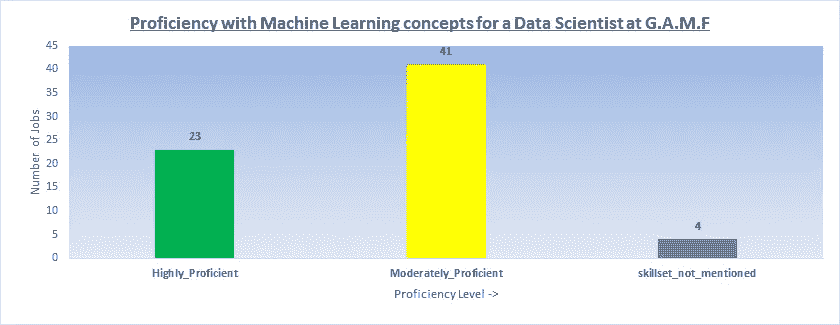 Proficiency with Machine Learning concepts for a Data Scientist at G.A.M.F
45
40
35
30
25
20
15
10
5
0
Number of Jobs
23
41
4
Highly_Proficient
Moderately_Proficient
skillset_not_mentioned
Proficiency Level ->